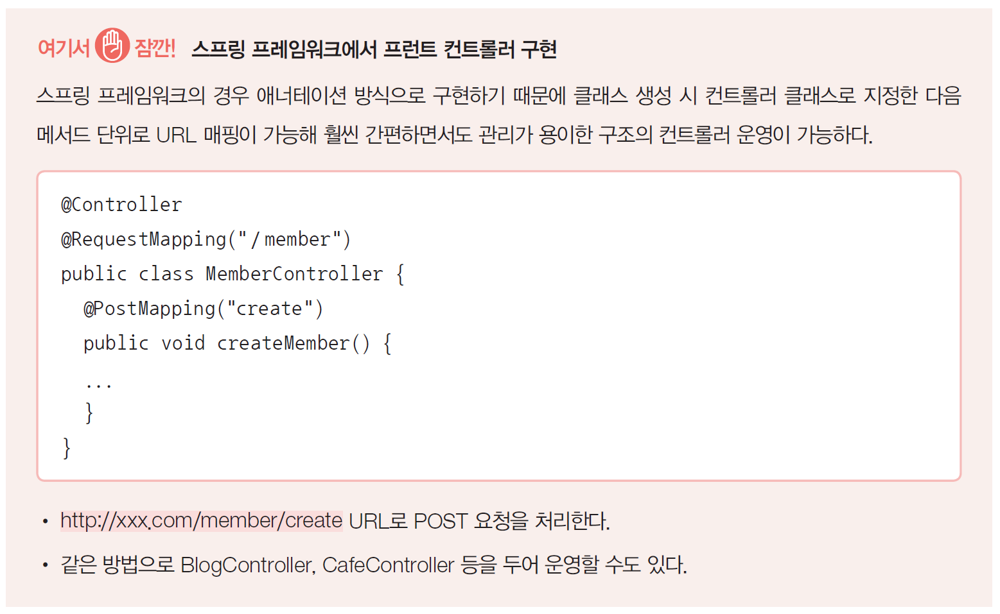 여기서 잠깐! 스프링 프레임워크에서 프런트 컨트롤러 구현
스프링 프레임워크의 경우 애너테이션 방식으로 구현하기 때문에 클래스 생성 시 컨트롤러 클래스로 지정한 다음
메서드 단위로 URL 매핑이 가능해 훨씬 간편하면서도 관리가 용이한 구조의 컨트롤러 운영이 가능하다.
@Controller
@RequestMapping("/member")
public class MemberController {
  @PostMapping("create")
  public void createMember() {
  ...
  }
}
• http://xxx.com/member/create URL로 POST 요청을 처리한다.
• 같은 방법으로 BlogController, CafeController 등을 두어 운영할 수도 있다.